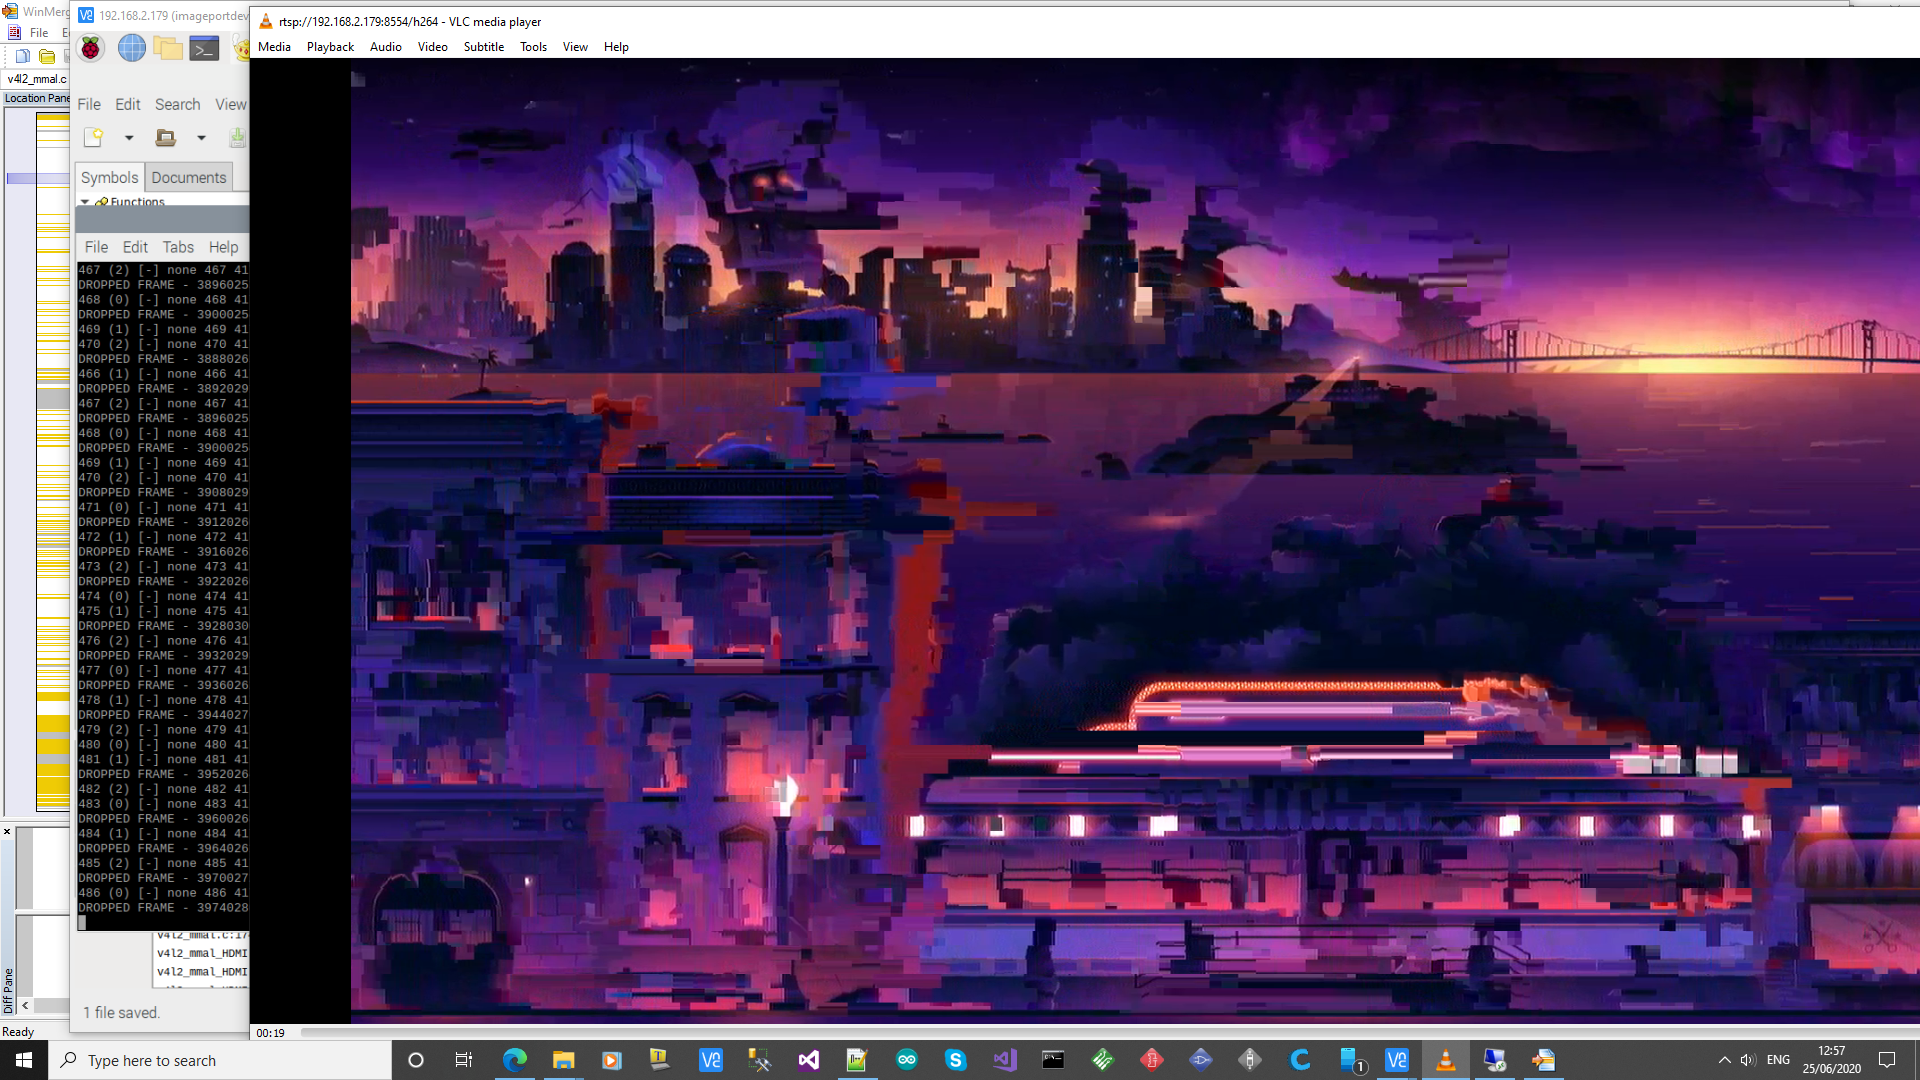 WinMerg
192.168.2.179 (imageportdev
rtsp://192.168.2.179:8554/h264 - VLC media player
File
Media Playback Audio Video Subtitle Tools View Help
v4l2_mmal.c
Location Pane
File Edit Search View
Symbols Documents
Functions
File Edit Tabs Help
467 (2) [-] none 467 41
DROPPED FRAME - 3896025
468 (0) [-] none 468 41
DROPPED FRAME - 3900025
469 (1) [-] none 469 41
470 (2) [-] none 470 41
DROPPED FRAME - 3888026
466 (1) [-] none 466 41
DROPPED FRAME - 3892029
467 (2) [-] none 467 41
DROPPED FRAME - 3896025
468 (0) [-] none 468 41
DROPPED FRAME - 3900025
469 (1) [-] none 469 41
470 (2) [-] none 470 41
DROPPED FRAME - 3908029
471 (0) [-] none 471 41
DROPPED FRAME - 3912026
472 (1) [-] none 472 41
DROPPED FRAME - 3916026
473 (2) [-] none 473 41
DROPPED FRAME - 3922026
474 (0) [-] none 474 41
475 (1) [-] none 475 41
DROPPED FRAME - 3928030
476 (2) [-] none 476 41
DROPPED FRAME - 3932029
477 (0) [-] none 477 41
DROPPED FRAME - 3936026
478 (1) [-] none 478 41
DROPPED FRAME - 3944027
479 (2) [-] none 479 41
480 (0) [-] none 480 41
481 (1) [-] none 481 41
DROPPED FRAME - 3952026
482 (2) [-] none 482 41
483 (0) [-] none 483 41
DROPPED FRAME - 3960026
484 (1) [-] none 484 41
DROPPED FRAME - 3964026
485 (2) [-] none 485 41
DROPPED FRAME - 3970027
486 (0) [-] none 486 41
DROPPED FRAME - 3974028
v4l2_mmal.c:174
v4l2_mmal_HDMI
v4l2_mmal_HDMI
Diff Pane
1 file saved.
Ready
00:19
Type here to search
1
ENG
12:57
25/06/2020